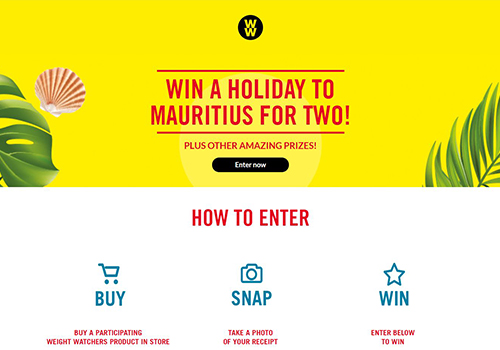 W
W
WIN A HOLIDAY TO
MAURITIUS FOR TWO!
PLUS OTHER AMAZING PRIZES!
Enter now
HOW TO ENTER
BUY
SNAP
WIN
BUY A PARTICIPATING
WEIGHT WATCHERS PRODUCT IN STORE
TAKE A PHOTO
OF YOUR RECEIPT
ENTER BELOW
TO WIN